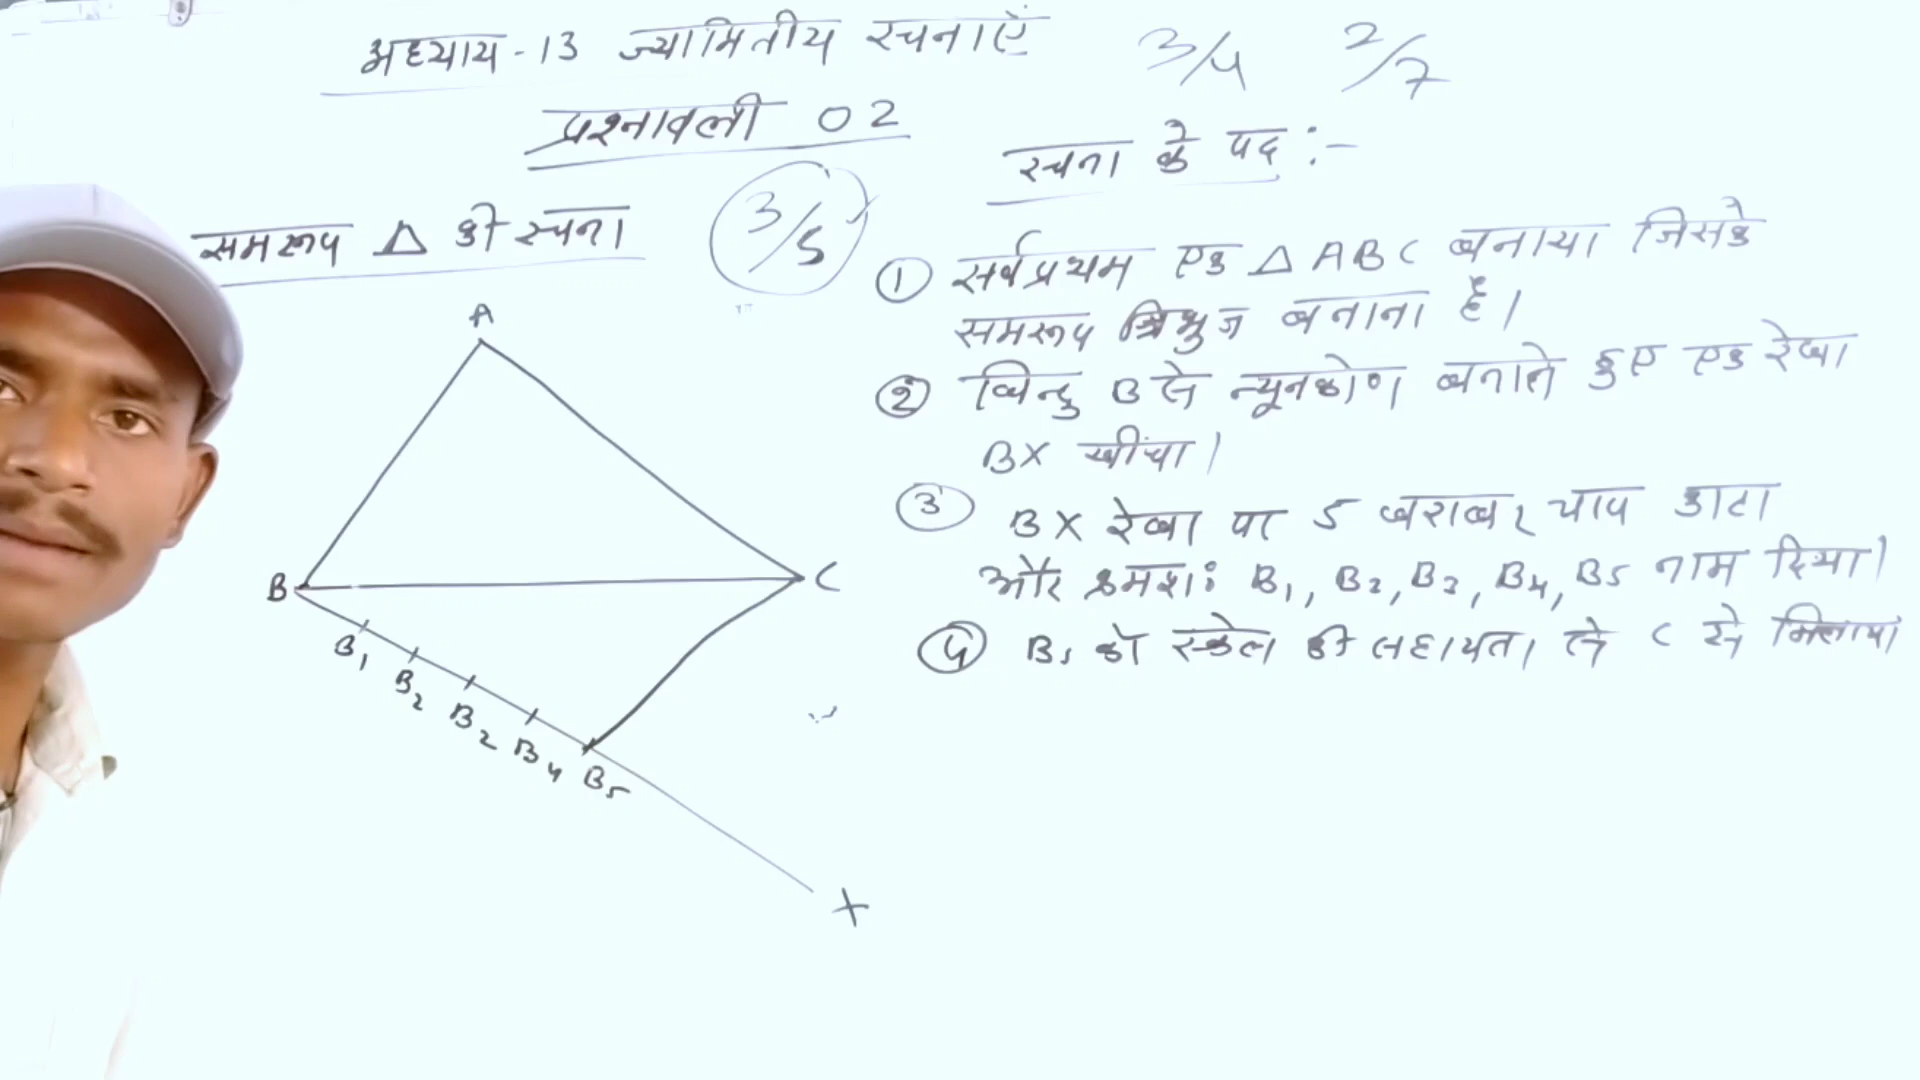 अध्याय - 13 ज्यामितीय रचनाएं
3/4 2/7
प्रश्नावली 02
रचना के पद :-
समरूप △ की रचना
3/5
① सर्वप्रथम एक △ ABC बनाया जिसके
समरूप त्रिभुज बनाना है।
② बिन्दु B से न्यूनकोण बनाते हुए एक रेखा
BX खींचा।
③ BX रेखा पर 5 बराबर चाप काटा
और क्रमशः B1, B2, B3, B4, B5 नाम दिया।
④ B5 को स्केल की सहायता से C से मिलाया
A
B
C
B1
B2
B2
B4
B5
X